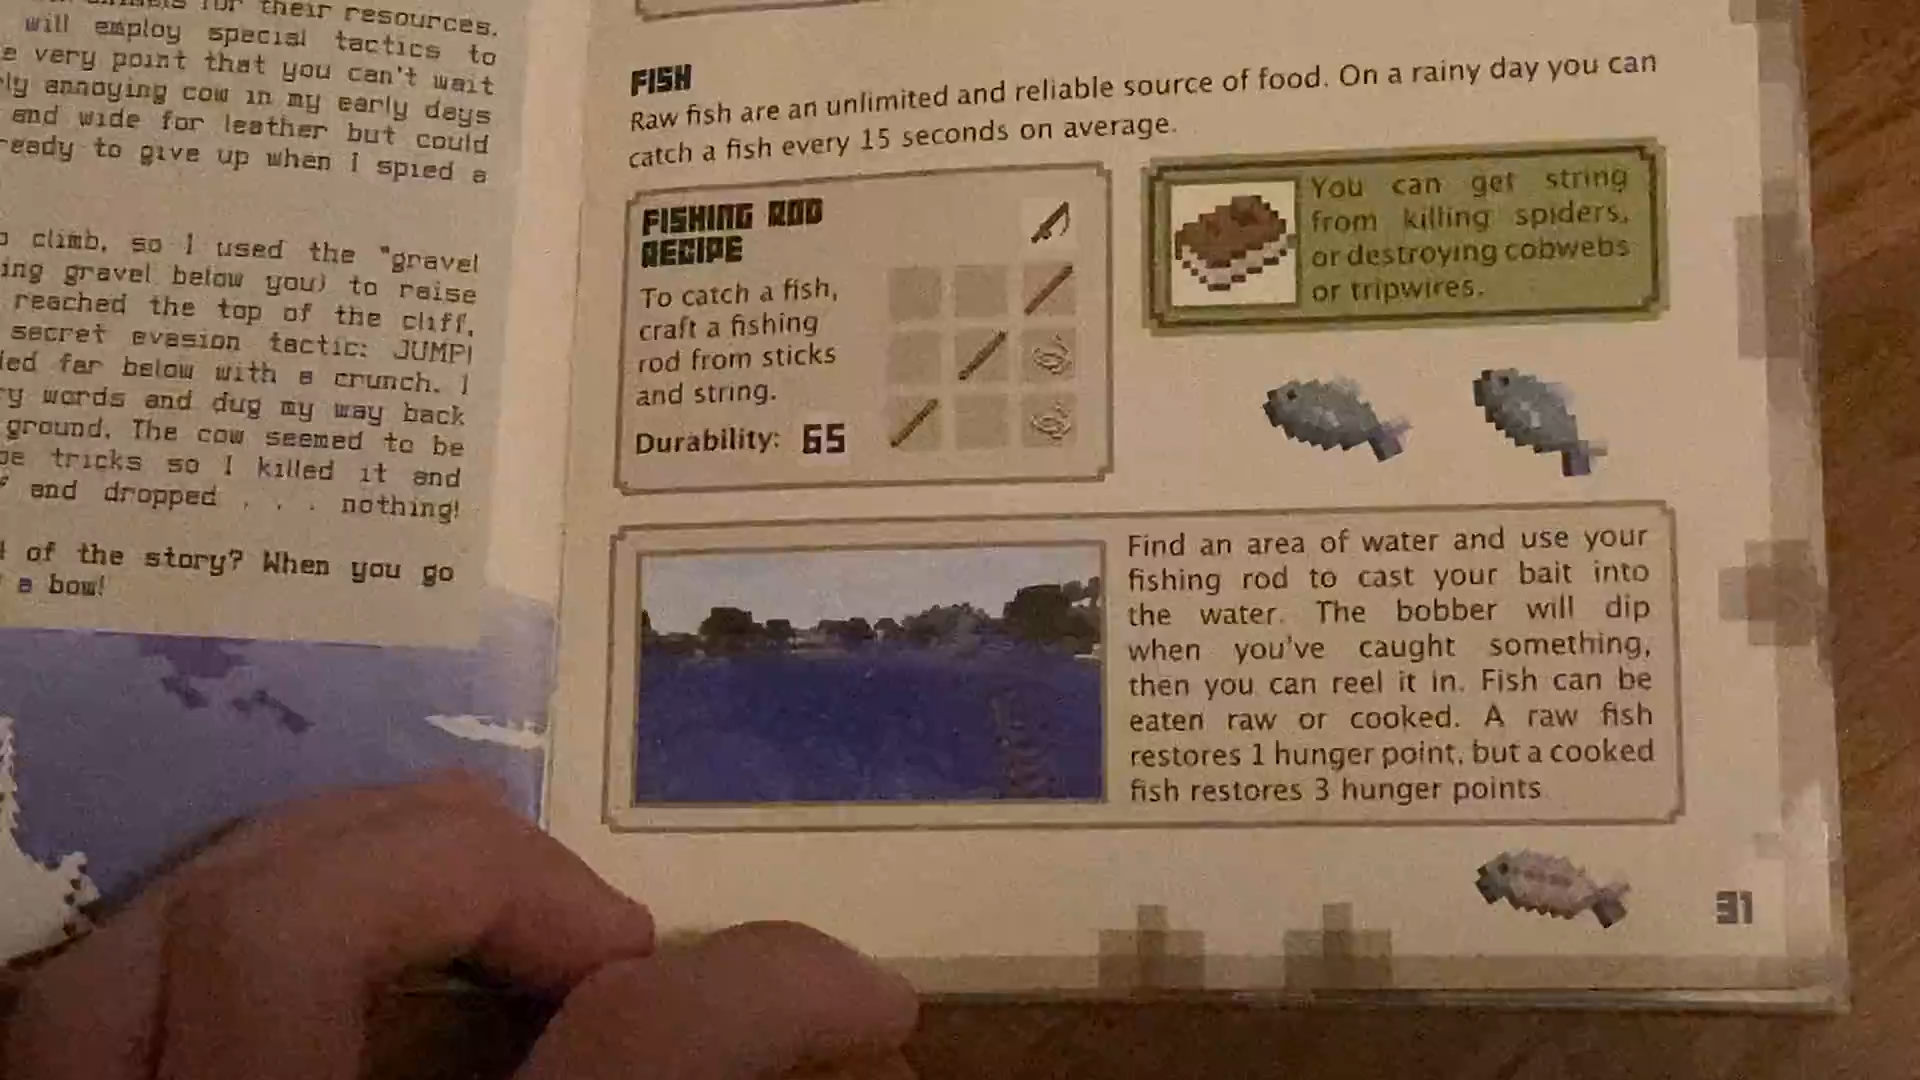 for their resources.
will employ special tactics to
very point that you can't wait
annoying cow in my early days
and wide for leather but could
ready to give up when I spied a
climb, so I used the "gravel
gravel below you) to raise
reached the top of the cliff,
secret evasion tactic: JUMP!
far below with a crunch. I
words and dug my way back
ground. The cow seemed to be
tricks so I killed it and
and dropped . . . nothing!
of the story? When you go
a bow!
FISH
Raw fish are an unlimited and reliable source of food. On a rainy day you can
catch a fish every 15 seconds on average.
FISHING ROD
RECIPE
To catch a fish,
craft a fishing
rod from sticks
and string.
Durability: 65
You can get string
from killing spiders,
or destroying cobwebs
or tripwires.
Find an area of water and use your
fishing rod to cast your bait into
the water. The bobber will dip
when you've caught something,
then you can reel it in. Fish can be
eaten raw or cooked. A raw fish
restores 1 hunger point, but a cooked
fish restores 3 hunger points
31